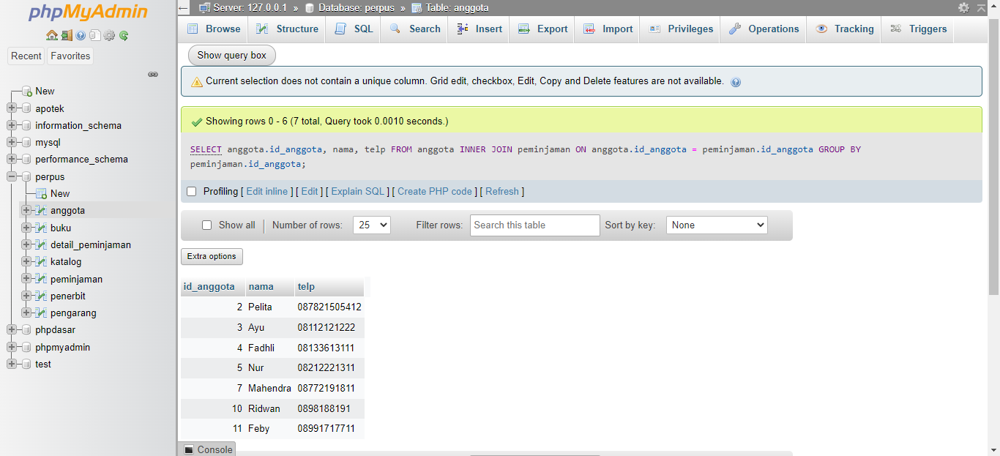 phpMyAdmin
Recent Favorites
New
apotek
information_schema
mysql
performance_schema
perpus
New
anggota
buku
detail_peminjaman
katalog
peminjaman
penerbit
pengarang
phpdasar
phpmyadmin
test
Server: 127.0.0.1 » Database: perpus » Table: anggota
Browse Structure SQL Search Insert Export Import Privileges Operations Tracking Triggers
Show query box
Current selection does not contain a unique column. Grid edit, checkbox, Edit, Copy and Delete features are not available.
Showing rows 0 - 6 (7 total, Query took 0.0010 seconds.)
SELECT anggota.id_anggota, nama, telp FROM anggota INNER JOIN peminjaman ON anggota.id_anggota = peminjaman.id_anggota GROUP BY
peminjaman.id_anggota;
Profiling [ Edit inline ] [ Edit ] [ Explain SQL ] [ Create PHP code ] [ Refresh ]
Show all Number of rows: 25 Filter rows: Search this table Sort by key: None
Extra options
id_anggota nama telp
2 Pelita 087821505412
3 Ayu 08112121222
4 Fadhli 08133613111
5 Nur 08212221311
7 Mahendra 08772191811
10 Ridwan 0898188191
11 Feby 08991717711
Console